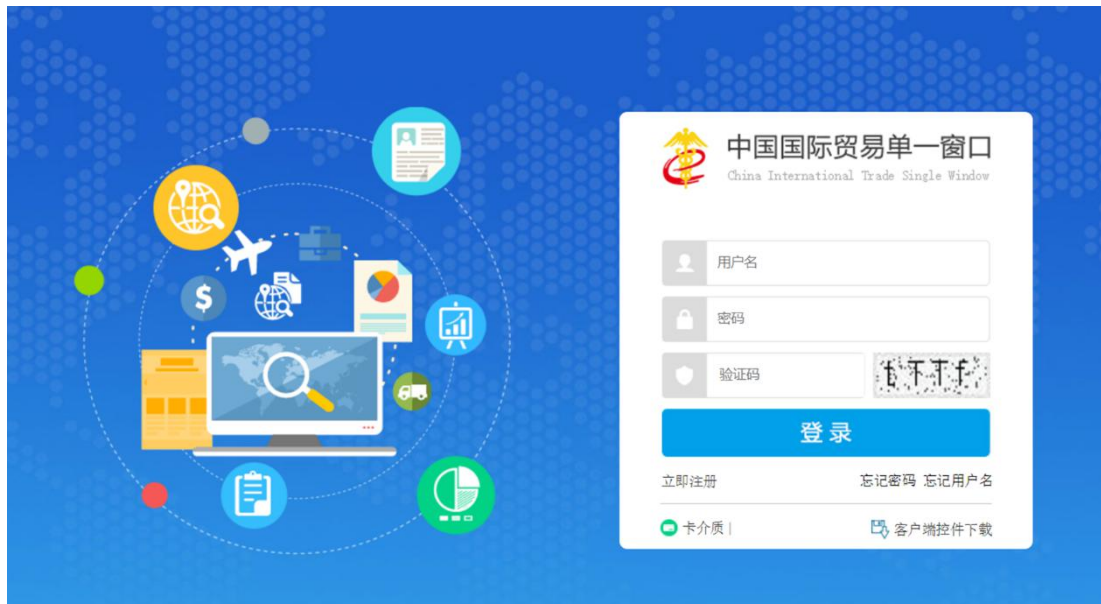 中国国际贸易单一窗口
China International Trade Single Window
用户名
密码
验证码
登录
立即注册 忘记密码 忘记用户名
卡介质 | 客户端控件下载